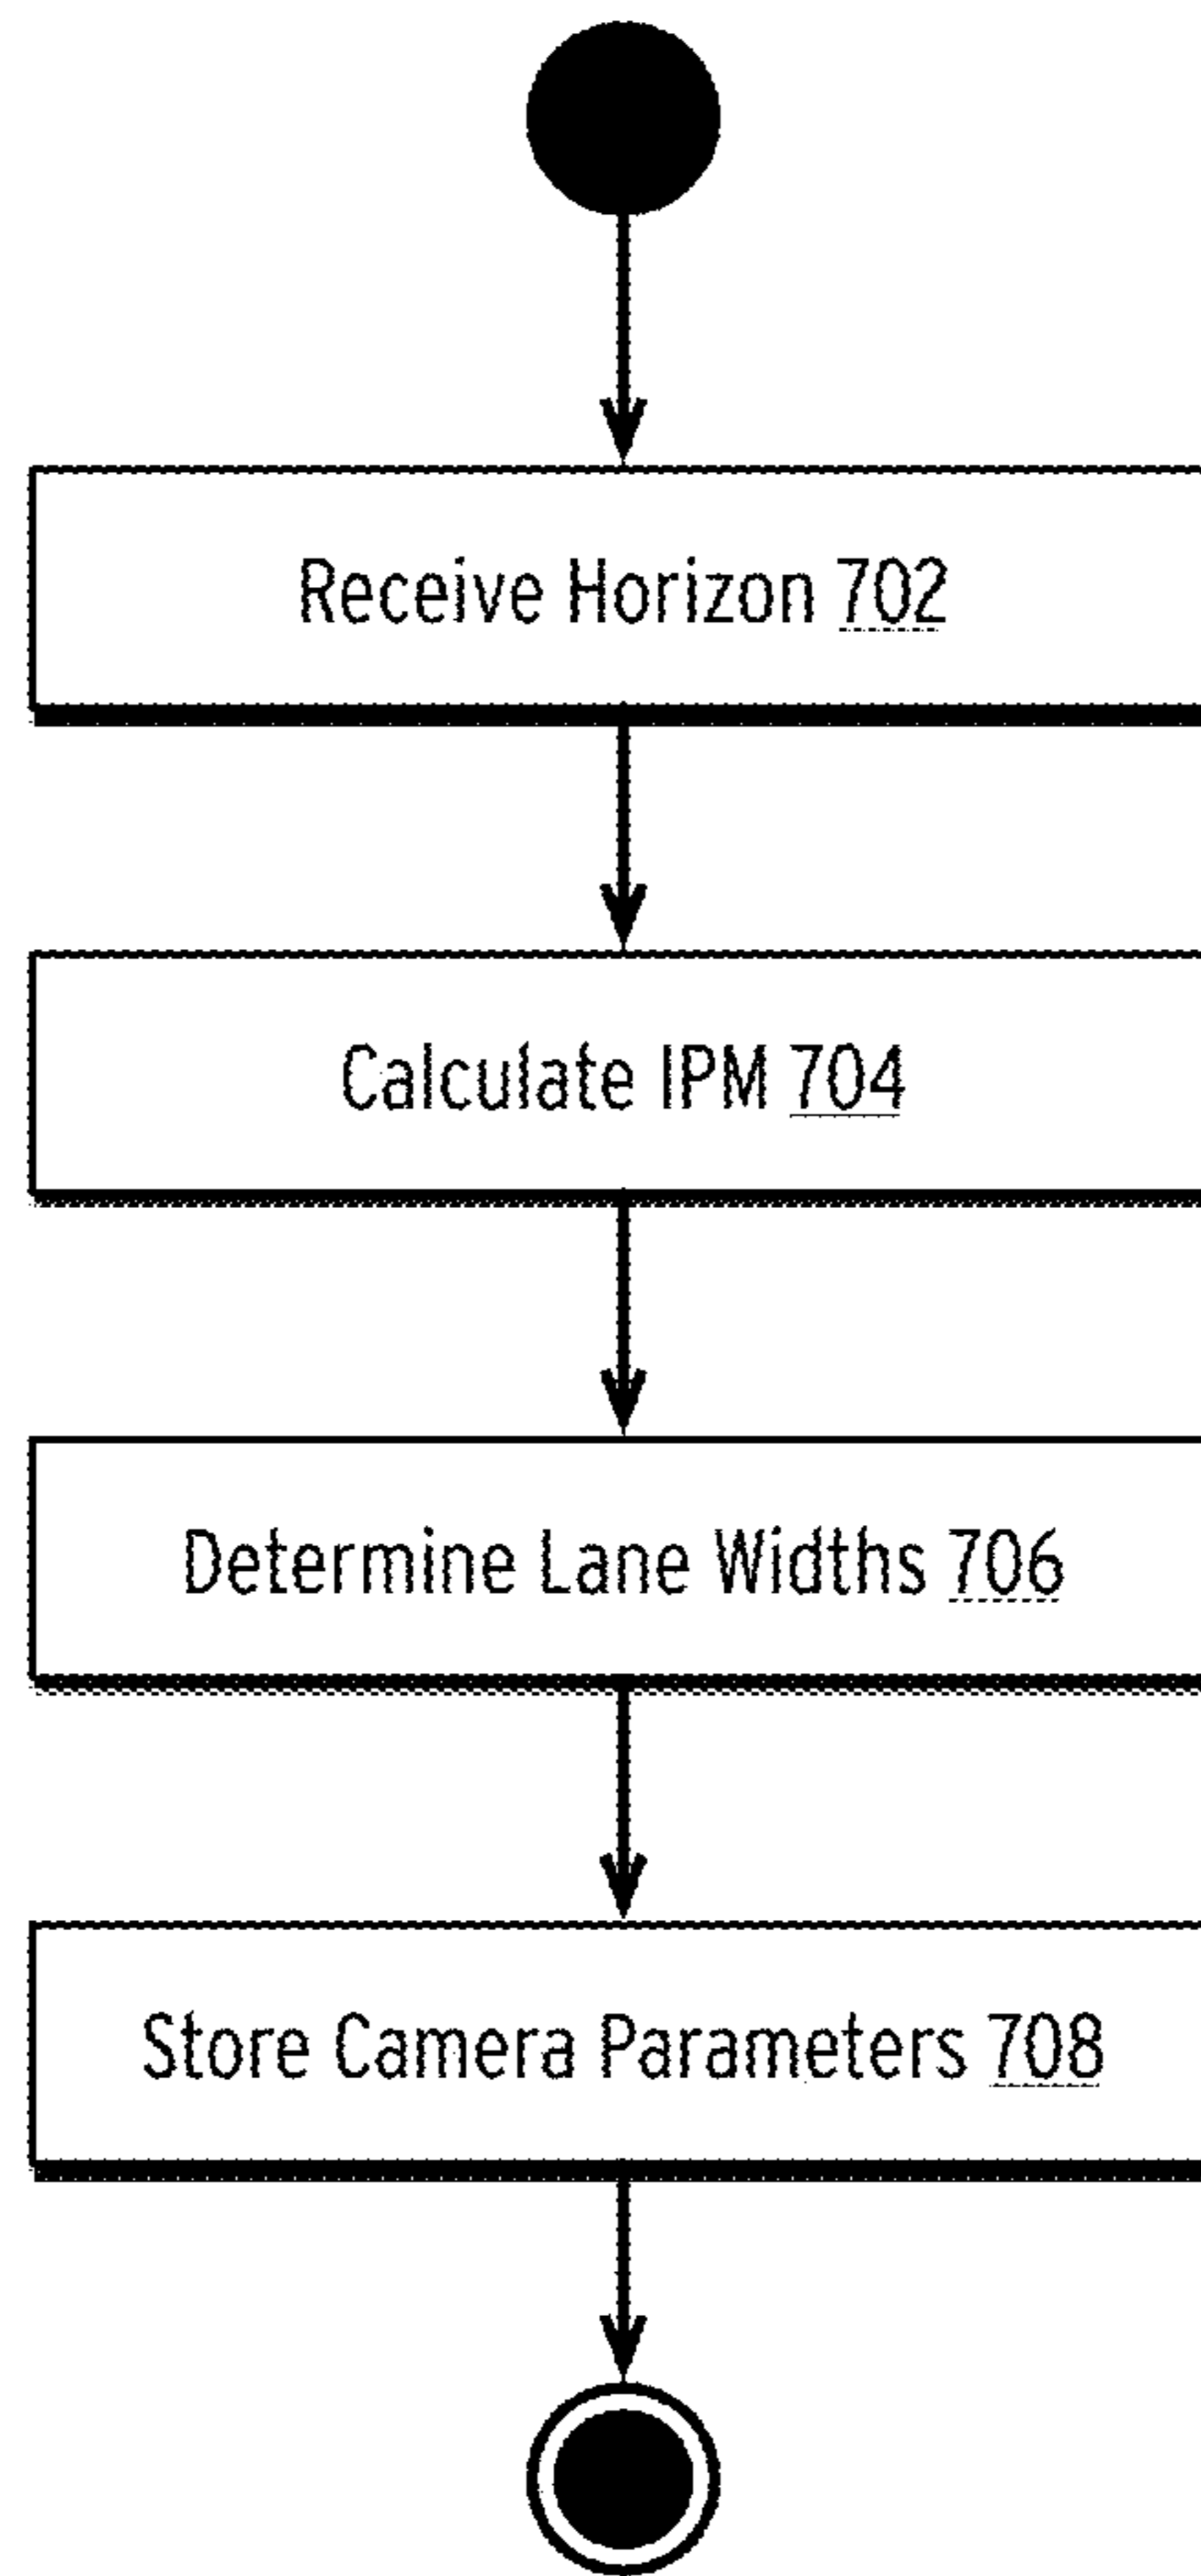 Receive Horizon 702
Calculate IPM 704
Determine Lane Widths 706
Store Camera Parameters 708